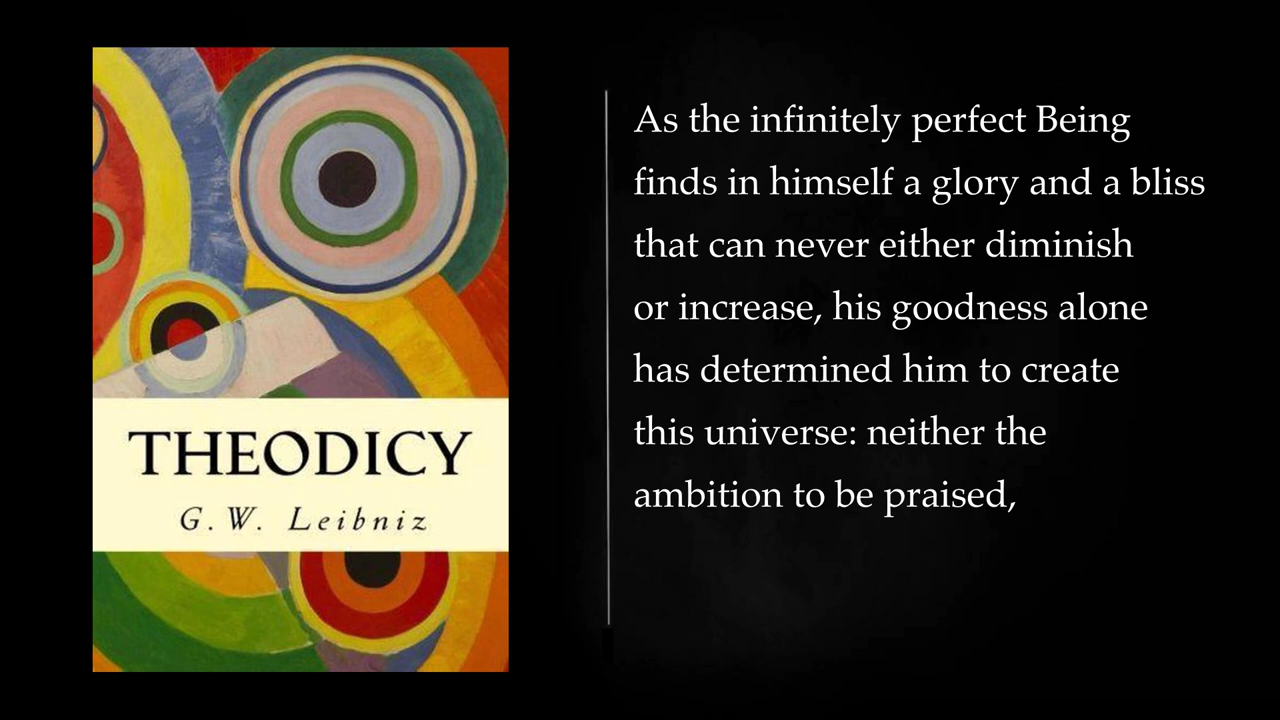 THEODICY
G.W. Leibniz
As the infinitely perfect Being
finds in himself a glory and a bliss
that can never either diminish
or increase, his goodness alone
has determined him to create
this universe: neither the
ambition to be praised,